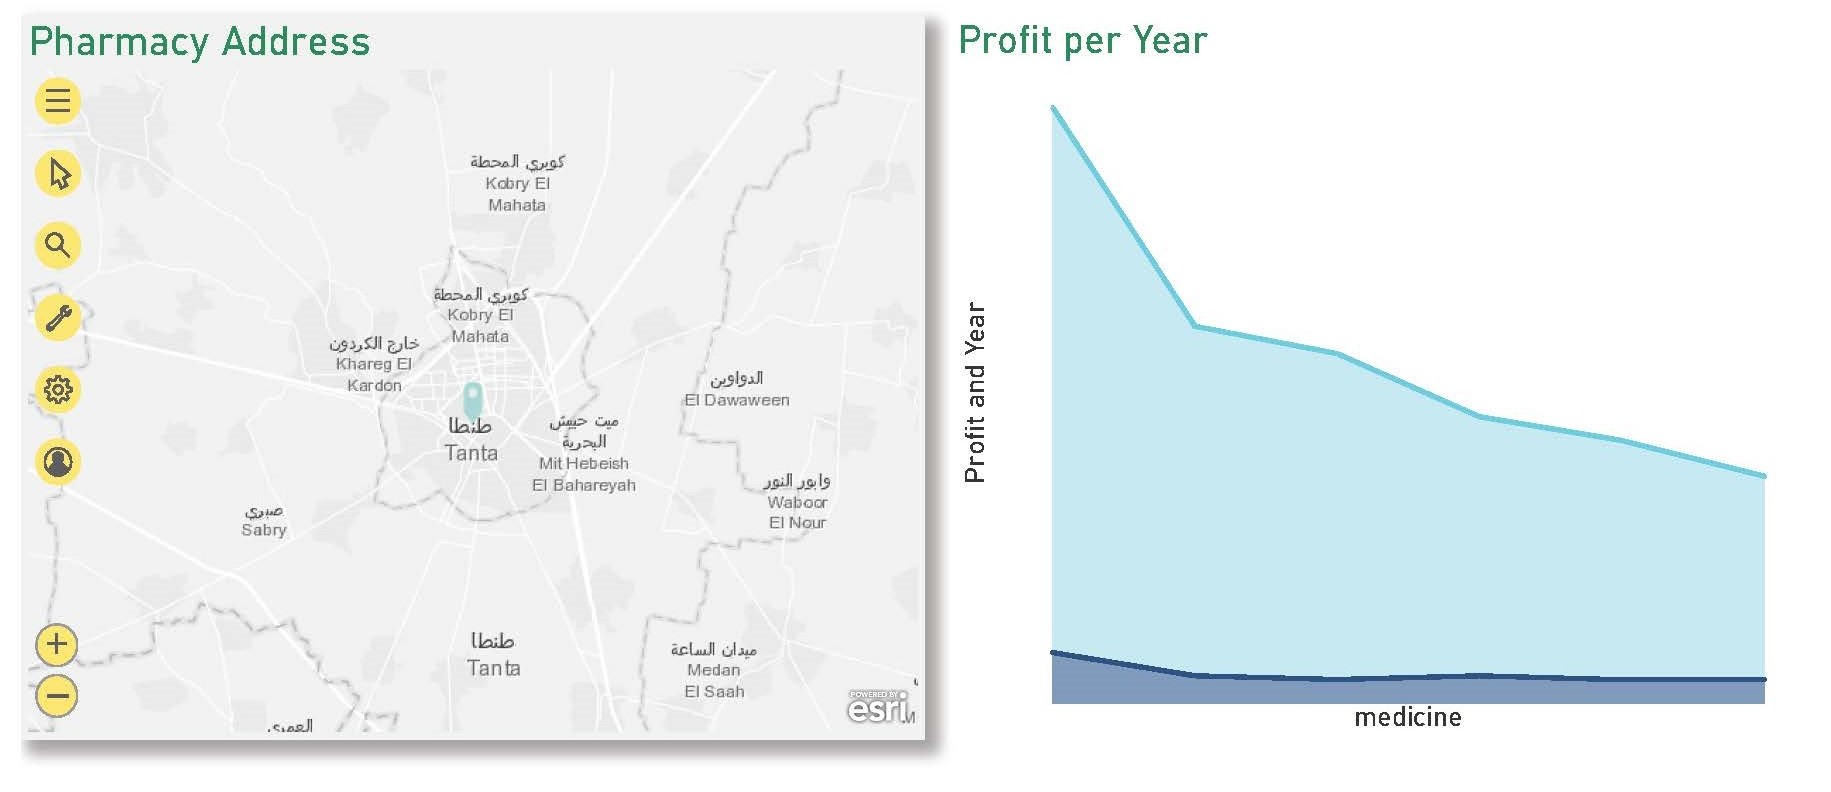 Pharmacy Address
كوبري المحطة
Kobry El
Mahata
كوبري المحطة
Kobry El
Mahata
خارج الكردون
Khareg El
Kardon
الدواوين
El Dawaween
طنطا
Tanta
ميت حبيش
البحرية
Mit Hebeish
El Bahareyah
وابور النور
Waboor
El Nour
صبري
Sabry
طنطا
Tanta
ميدان الساعة
Medan
El Saah
العمرى
POWERED BY
esri
M
Profit per Year
Profit and Year
medicine